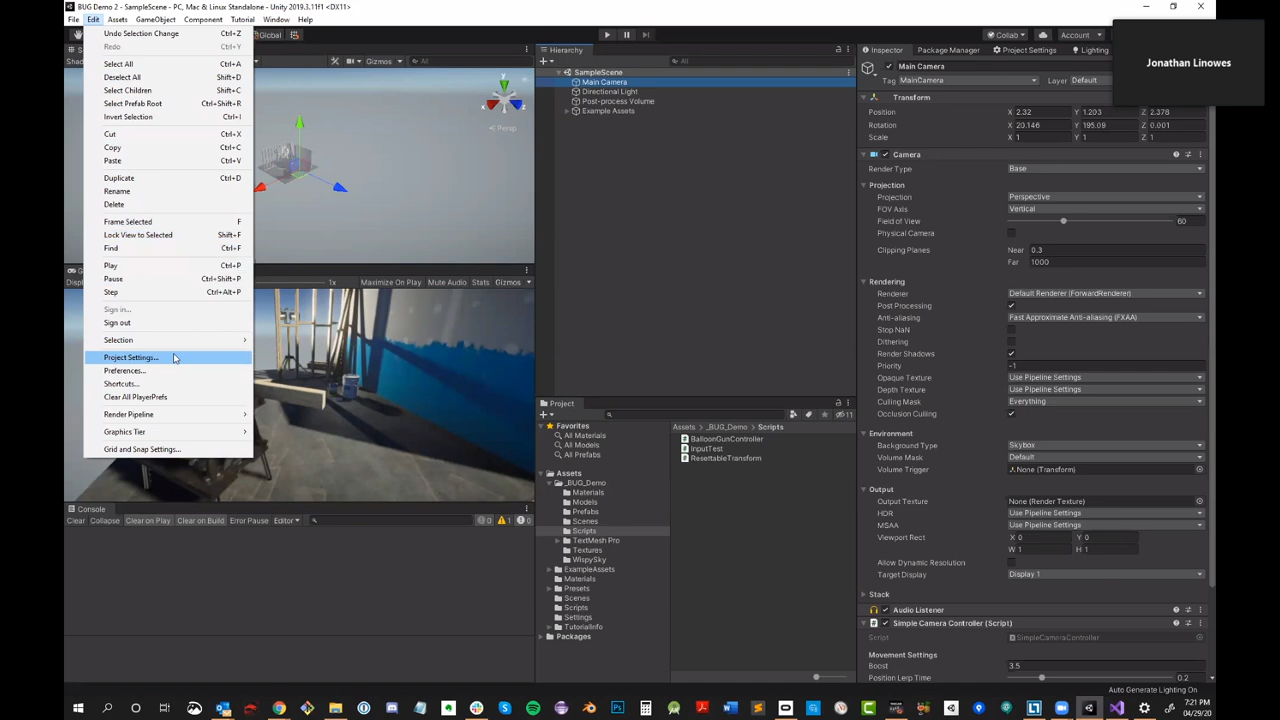 BUG Demo 2 - SampleScene - PC, Mac & Linux Standalone - Unity 2019.3.11f1 <DX11>
File Edit Assets GameObject Component Tutorial Window Help
Global
Collab
Account
Undo Selection Change Ctrl+Z
Redo Ctrl+Y
Select All Ctrl+A
Deselect All Shift+D
Select Children Shift+C
Select Prefab Root Ctrl+Shift+R
Invert Selection Ctrl+I
Cut Ctrl+X
Copy Ctrl+C
Paste Ctrl+V
Duplicate Ctrl+D
Rename
Delete
Frame Selected F
Lock View to Selected Shift+F
Find Ctrl+F
Play Ctrl+P
Pause Ctrl+Shift+P
Step Ctrl+Alt+P
Sign in...
Sign out
Selection
Project Settings...
Preferences...
Shortcuts...
Clear All PlayerPrefs
Render Pipeline
Graphics Tier
Grid and Snap Settings...
Gizmos All
y
x
z
Persp
1x Maximize On Play Mute Audio Stats Gizmos
Console
Clear Collapse Clear on Play Clear on Build Error Pause Editor
0 1 0
Hierarchy
All
SampleScene
Main Camera
Directional Light
Post-process Volume
Example Assets
Project
11
Favorites
All Materials
All Models
All Prefabs
Assets
_BUG_Demo
Materials
Models
Prefabs
Scenes
Scripts
TextMesh Pro
Textures
WispySky
ExampleAssets
Materials
Presets
Scenes
Scripts
Settings
TutorialInfo
Packages
Assets _BUG_Demo Scripts
BalloonGunController
InputTest
ResettableTransform
Inspector Package Manager Project Settings Lighting
Jonathan Linowes
Main Camera
Tag MainCamera Layer Default
Transform
Position X 2.32 Y 1.203 Z 2.378
Rotation X 20.146 Y 195.09 Z 0.001
Scale X 1 Y 1 Z 1
Camera
Render Type Base
Projection
Projection Perspective
FOV Axis Vertical
Field of View 60
Physical Camera
Clipping Planes Near 0.3
Far 1000
Rendering
Renderer Default Renderer (ForwardRenderer)
Post Processing
Anti-aliasing Fast Approximate Anti-aliasing (FXAA)
Stop NaN
Dithering
Render Shadows
Priority -1
Opaque Texture Use Pipeline Settings
Depth Texture Use Pipeline Settings
Culling Mask Everything
Occlusion Culling
Environment
Background Type Skybox
Volume Mask Default
Volume Trigger None (Transform)
Output
Output Texture None (Render Texture)
HDR Use Pipeline Settings
MSAA Use Pipeline Settings
Viewport Rect X 0 Y 0
W 1 H 1
Allow Dynamic Resolution
Target Display Display 1
Stack
Audio Listener
Simple Camera Controller (Script)
Script SimpleCameraController
Movement Settings
Boost 3.5
Position Lerp Time 0.2
Auto Generate Lighting On
7:21 PM
04/29/20